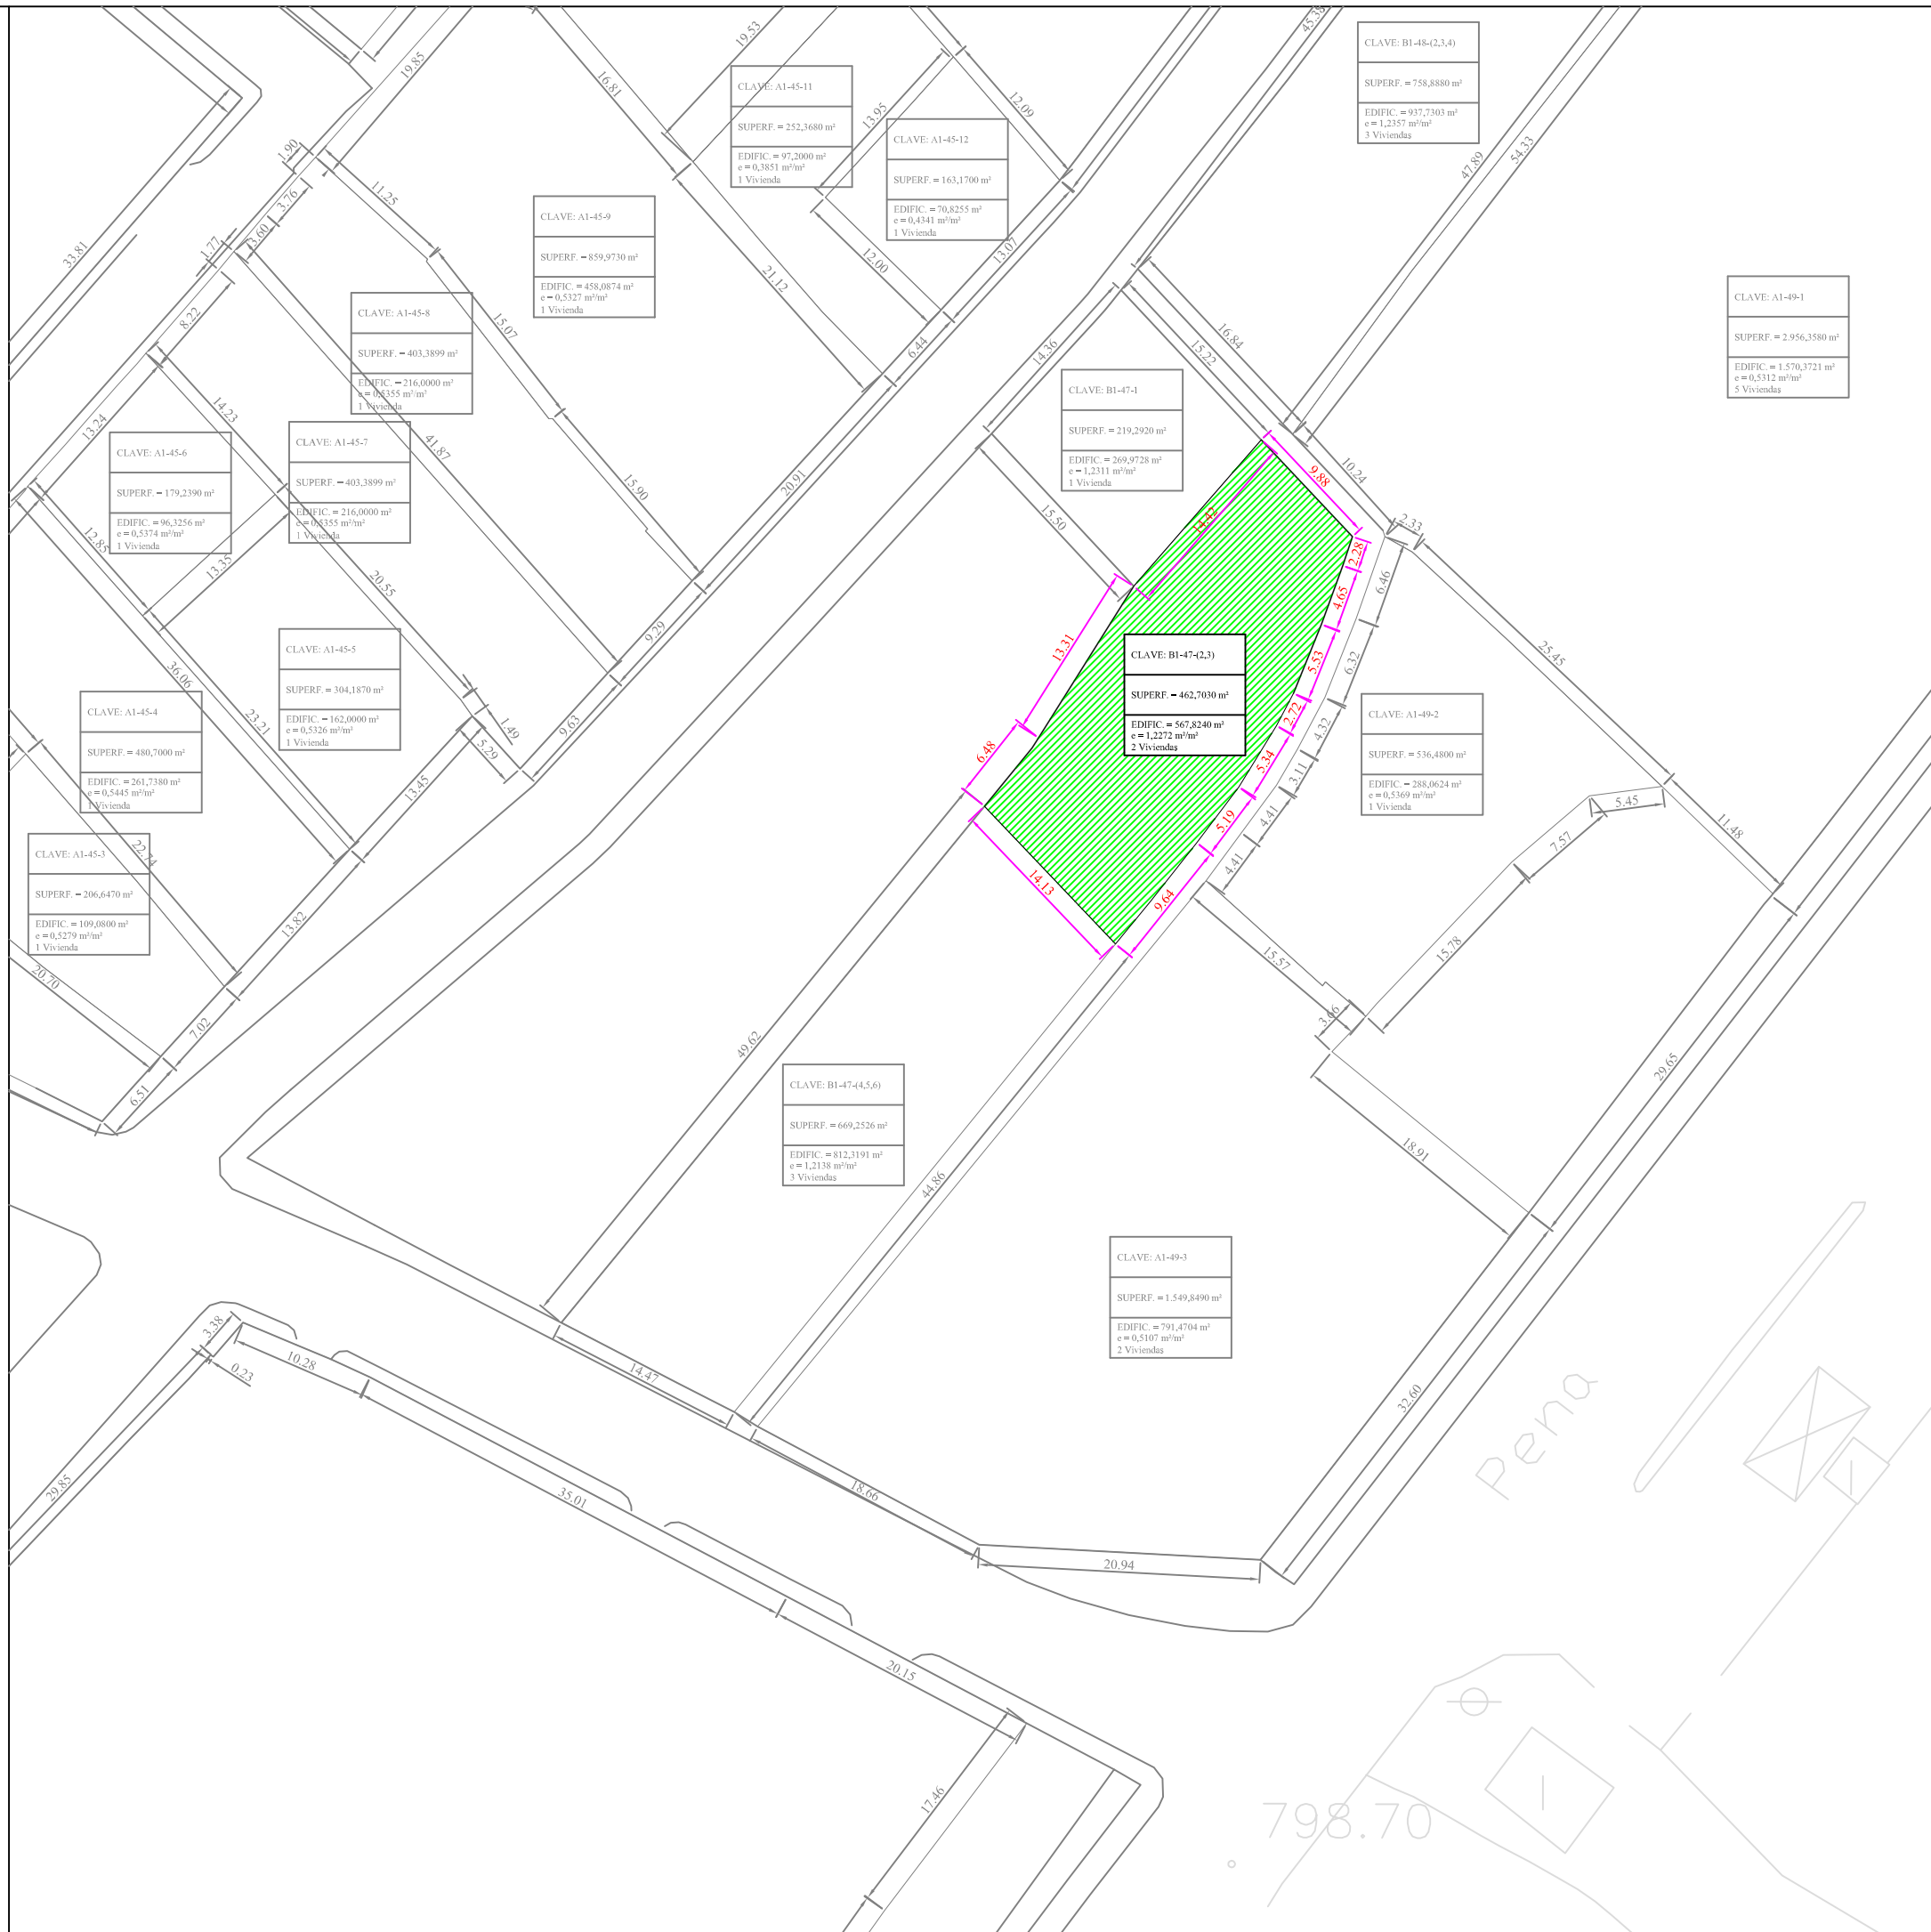 CLAVE: B1-48-(2,3,4)
SUPERF. = 758,8880 m²
EDIFIC. = 937,7303 m²
e = 1,2357 m²/m²
3 Viviendas
CLAVE: A1-45-11
SUPERF. = 252,3680 m²
EDIFIC. = 97,2000 m²
e = 0,3851 m²/m²
1 Vivienda
CLAVE: A1-45-12
SUPERF. = 163,1700 m²
EDIFIC. = 70,8255 m²
e = 0,4341 m²/m²
1 Vivienda
CLAVE: A1-45-9
SUPERF. = 859,9730 m²
EDIFIC. = 458,0874 m²
e = 0,5327 m²/m²
1 Vivienda
CLAVE: A1-49-1
SUPERF. = 2.956,3580 m²
EDIFIC. = 1.570,3721 m²
e = 0,5312 m²/m²
5 Viviendas
CLAVE: A1-45-8
SUPERF. = 403,3899 m²
EDIFIC. = 216,0000 m²
e = 0,5355 m²/m²
1 Vivienda
CLAVE: B1-47-1
SUPERF. = 219,2920 m²
EDIFIC. = 269,9728 m²
e = 1,2311 m²/m²
1 Vivienda
CLAVE: A1-45-7
SUPERF. = 403,3899 m²
EDIFIC. = 216,0000 m²
e = 0,5355 m²/m²
1 Vivienda
CLAVE: A1-45-6
SUPERF. = 179,2390 m²
EDIFIC. = 96,3256 m²
e = 0,5374 m²/m²
1 Vivienda
CLAVE: A1-45-5
SUPERF. = 304,1870 m²
EDIFIC. = 162,0000 m²
e = 0,5326 m²/m²
1 Vivienda
CLAVE: B1-47-(2,3)
SUPERF. = 462,7030 m²
EDIFIC. = 567,8240 m²
e = 1,2272 m²/m²
2 Viviendas
CLAVE: A1-45-4
SUPERF. = 480,7000 m²
EDIFIC. = 261,7380 m²
e = 0,5445 m²/m²
1 Vivienda
CLAVE: A1-49-2
SUPERF. = 536,4800 m²
EDIFIC. = 288,0624 m²
e = 0,5369 m²/m²
1 Vivienda
CLAVE: A1-45-3
SUPERF. = 206,6470 m²
EDIFIC. = 109,0800 m²
e = 0,5279 m²/m²
1 Vivienda
CLAVE: B1-47-(4,5,6)
SUPERF. = 669,2526 m²
EDIFIC. = 812,3191 m²
e = 1,2138 m²/m²
3 Viviendas
CLAVE: A1-49-3
SUPERF. = 1.549,8490 m²
EDIFIC. = 791,4704 m²
e = 0,5107 m²/m²
2 Viviendas
45.38
19.53
19.85
16.81
12.09
13.95
54.33
47.89
1.90
11.25
3.76
3.60
1.77
33.81
12.00
13.07
21.12
8.22
15.07
6.44
14.36
16.84
15.22
13.24
14.23
41.87
15.90
20.91
9.88
10.24
15.50
14.42
2.33
12.85
13.35
20.55
2.28
4.65
6.46
13.31
9.29
5.53
6.32
25.45
36.06
23.21
1.49
5.29
9.63
2.72
4.32
6.48
5.34
3.11
13.45
5.19
4.41
5.45
11.48
7.57
22.74
4.41
14.13
9.64
13.82
15.78
15.57
20.70
7.02
3.66
49.62
29.65
6.51
18.91
44.86
3.38
10.28
0.23
14.47
32.60
Pena
29.85
35.01
18.66
20.94
20.15
17.46
798.70